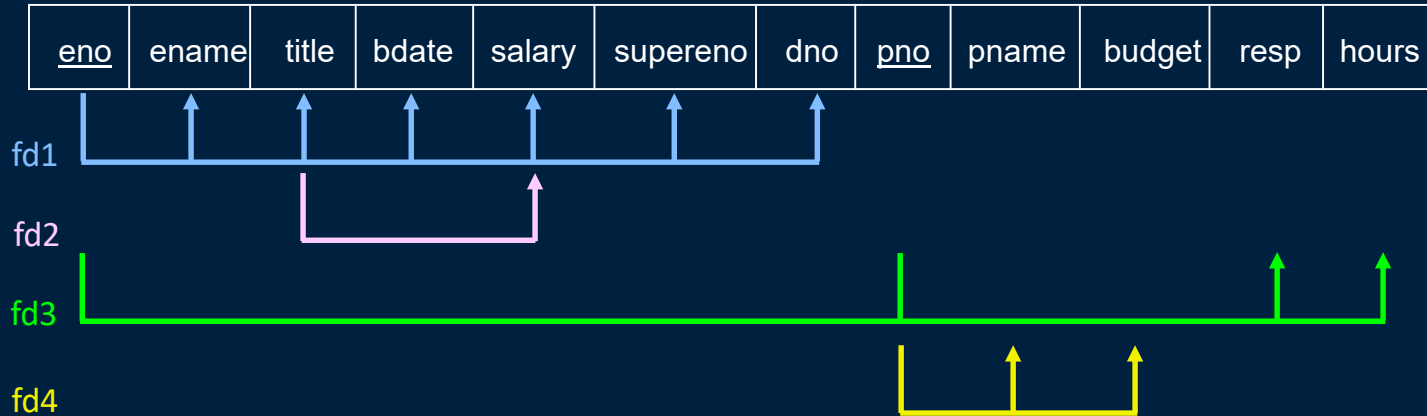 eno ename title bdate salary supereno dno pno pname budget resp hours
fd1
fd2
fd3
fd4